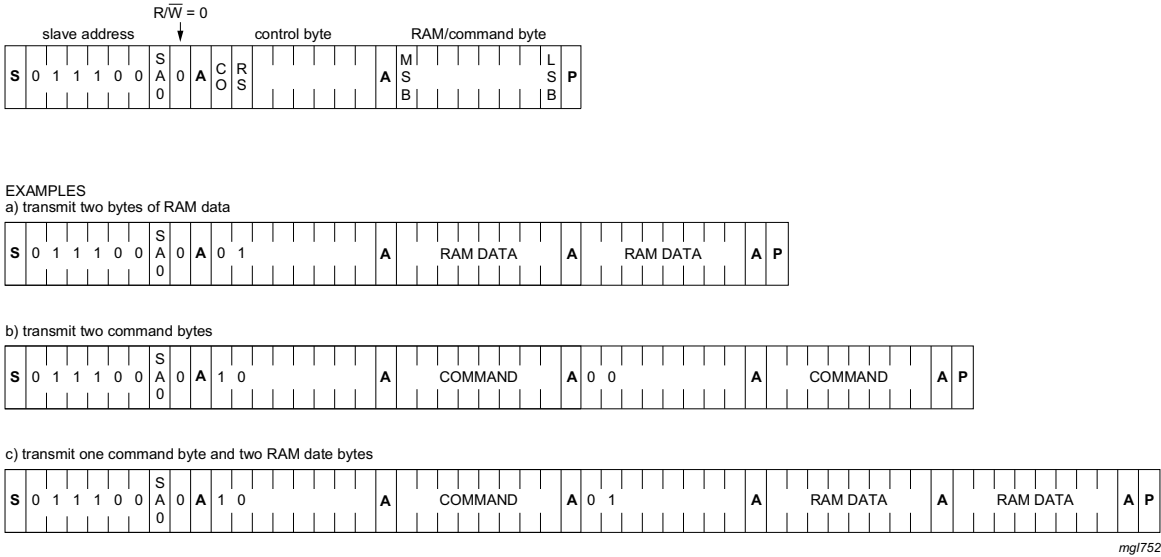 R/W = 0
slave address control byte RAM/command byte
S 0 1 1 1 0 0 SA0 0 A CO RS A MSB LSB P
EXAMPLES
a) transmit two bytes of RAM data
S 0 1 1 1 0 0 SA0 0 A 0 1 A RAM DATA A RAM DATA A P
b) transmit two command bytes
S 0 1 1 1 0 0 SA0 0 A 1 0 A COMMAND A 0 0 A COMMAND A P
c) transmit one command byte and two RAM date bytes
S 0 1 1 1 0 0 SA0 0 A 1 0 A COMMAND A 0 1 A RAM DATA A RAM DATA A P
mgl752